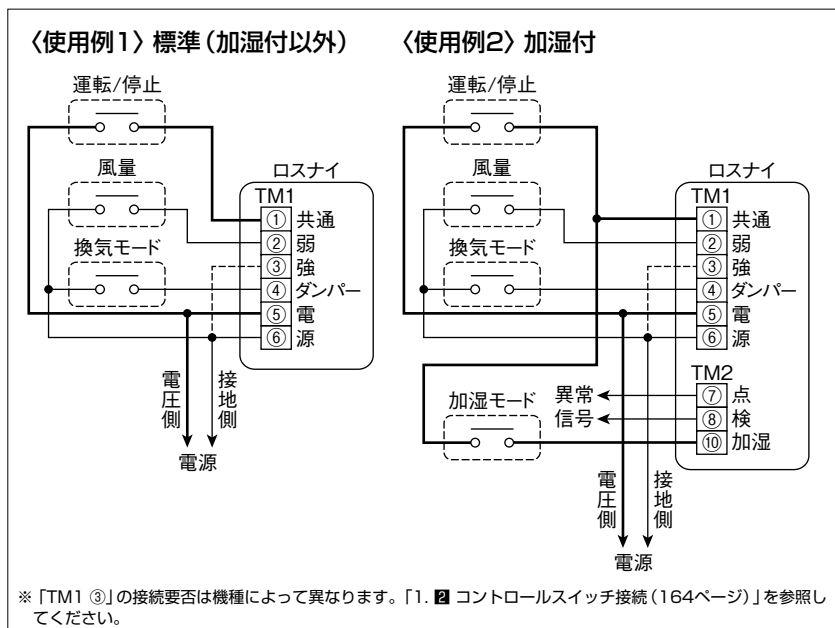 〈使用例1〉標準（加湿付以外）
運転/停止
風量
換気モード
ロスナイ
TM1
① 共通
② 弱
③ 強
④ ダンパー
⑤ 電
⑥ 源
電圧側
接地側
電源
〈使用例2〉加湿付
運転/停止
風量
換気モード
加湿モード
ロスナイ
TM1
① 共通
② 弱
③ 強
④ ダンパー
⑤ 電
⑥ 源
TM2
異常
信号
⑦ 点
⑧ 検
⑩ 加湿
電圧側
接地側
電源
※「TM1 ③」の接続要否は機種によって異なります。「1. 2 コントロールスイッチ接続（164ページ）」を参照し
てください。